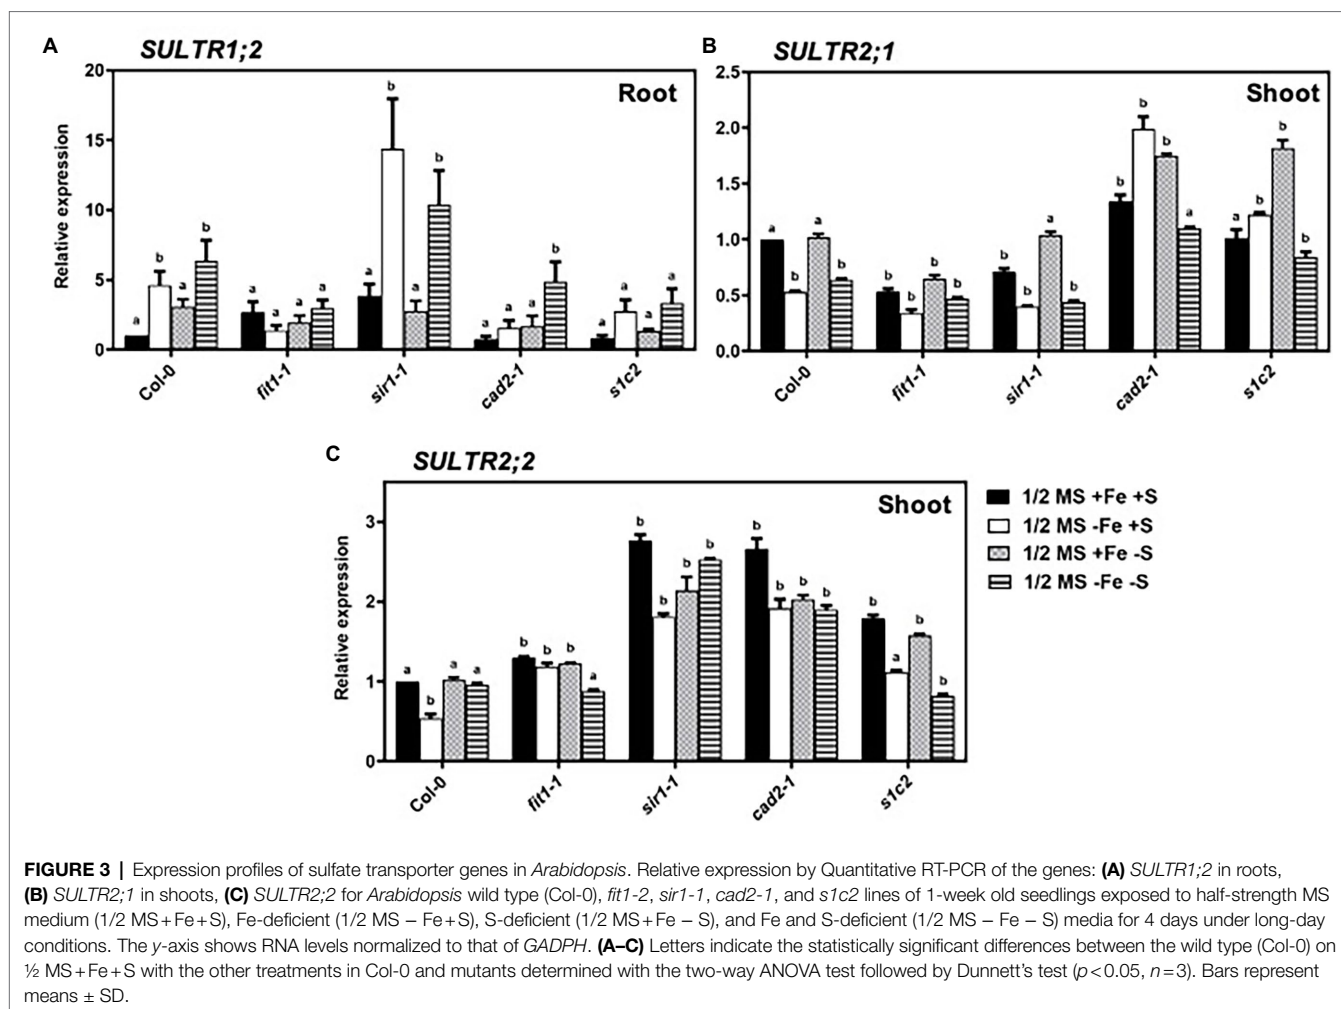 A
SULTR1;2
Root
Relative expression
20
15
10
5
0
a b a b
a a a a
a b a b
a a a b
a a a a
Col-0
fit1-1
sir1-1
cad2-1
s1c2
B
SULTR2;1
Shoot
2.5
2.0
1.5
1.0
0.5
0.0
a b a b
b b b b
b b a b
b b b a
a b b b
Col-0
fit1-1
sir1-1
cad2-1
s1c2
C
SULTR2;2
Shoot
Relative expression
3
2
1
0
a b a a
b b b a
b b b b
b b b b
b a b b
Col-0
fit1-1
sir1-1
cad2-1
s1c2
1/2 MS +Fe +S
1/2 MS -Fe +S
1/2 MS +Fe -S
1/2 MS -Fe -S
FIGURE 3 | Expression profiles of sulfate transporter genes in Arabidopsis. Relative expression by Quantitative RT-PCR of the genes: (A) SULTR1;2 in roots,
(B) SULTR2;1 in shoots, (C) SULTR2;2 for Arabidopsis wild type (Col-0), fit1-2, sir1-1, cad2-1, and s1c2 lines of 1-week old seedlings exposed to half-strength MS
medium (1/2 MS + Fe + S), Fe-deficient (1/2 MS − Fe + S), S-deficient (1/2 MS + Fe − S), and Fe and S-deficient (1/2 MS − Fe − S) media for 4 days under long-day
conditions. The y-axis shows RNA levels normalized to that of GADPH. (A–C) Letters indicate the statistically significant differences between the wild type (Col-0) on
½ MS + Fe + S with the other treatments in Col-0 and mutants determined with the two-way ANOVA test followed by Dunnett's test (p < 0.05, n = 3). Bars represent
means ± SD.